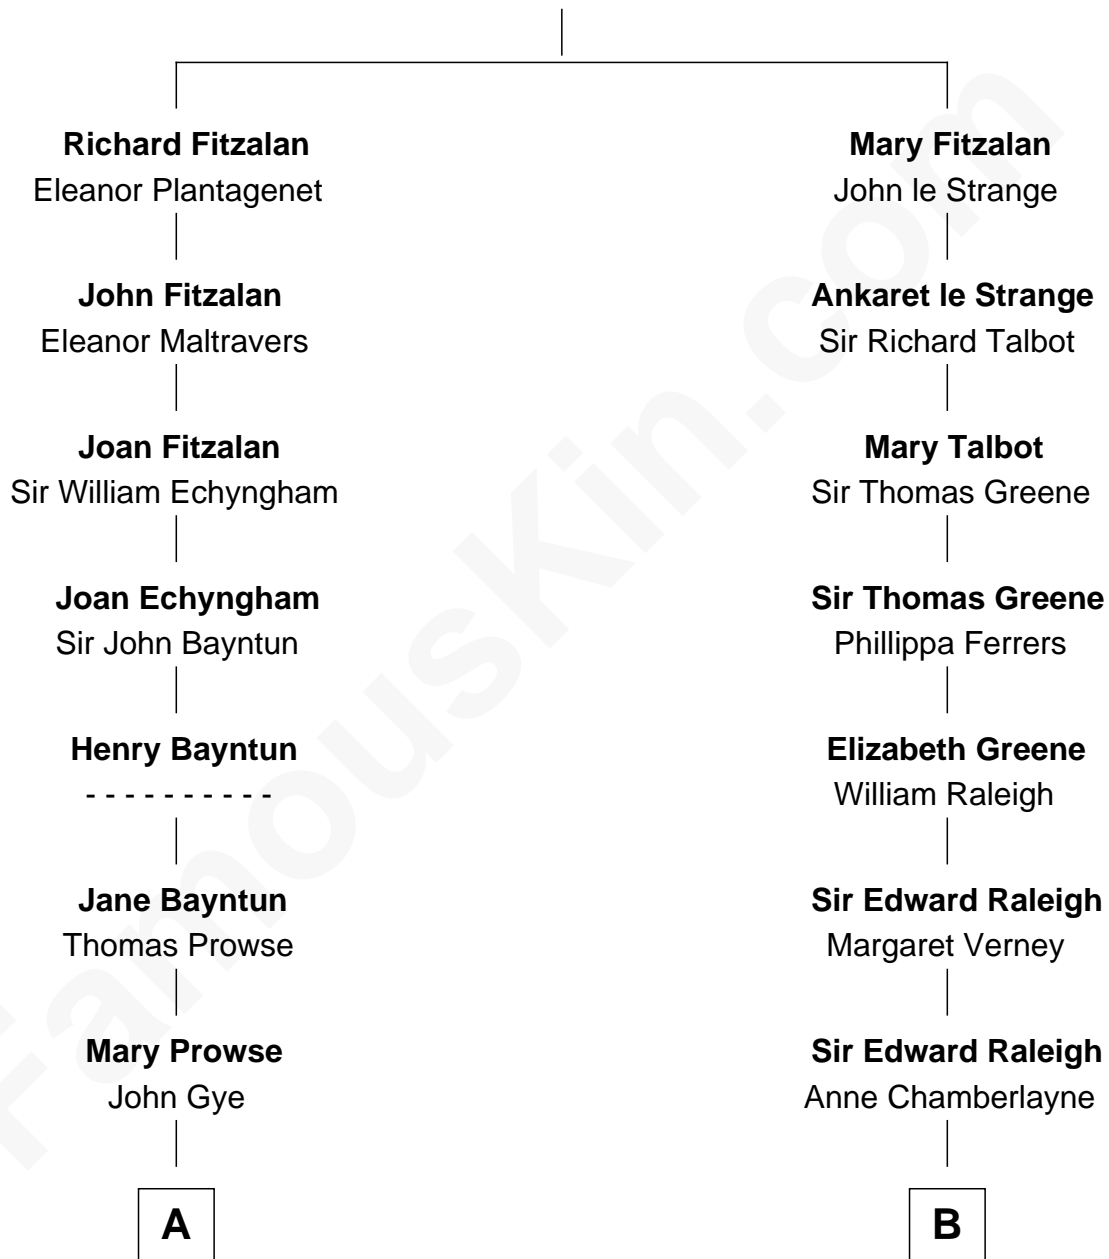 Richard Fitzalan
Eleanor Plantagenet
John Fitzalan
Eleanor Maltravers
Joan Fitzalan
Sir William Echyngham
Joan Echyngham
Sir John Bayntun
Henry Bayntun
- - - - - - - - - -
Jane Bayntun
Thomas Prowse
Mary Prowse
John Gye
A
Mary Fitzalan
John le Strange
Ankaret le Strange
Sir Richard Talbot
Mary Talbot
Sir Thomas Greene
Sir Thomas Greene
Phillippa Ferrers
Elizabeth Greene
William Raleigh
Sir Edward Raleigh
Margaret Verney
Sir Edward Raleigh
Anne Chamberlayne
B
FamousKin.com